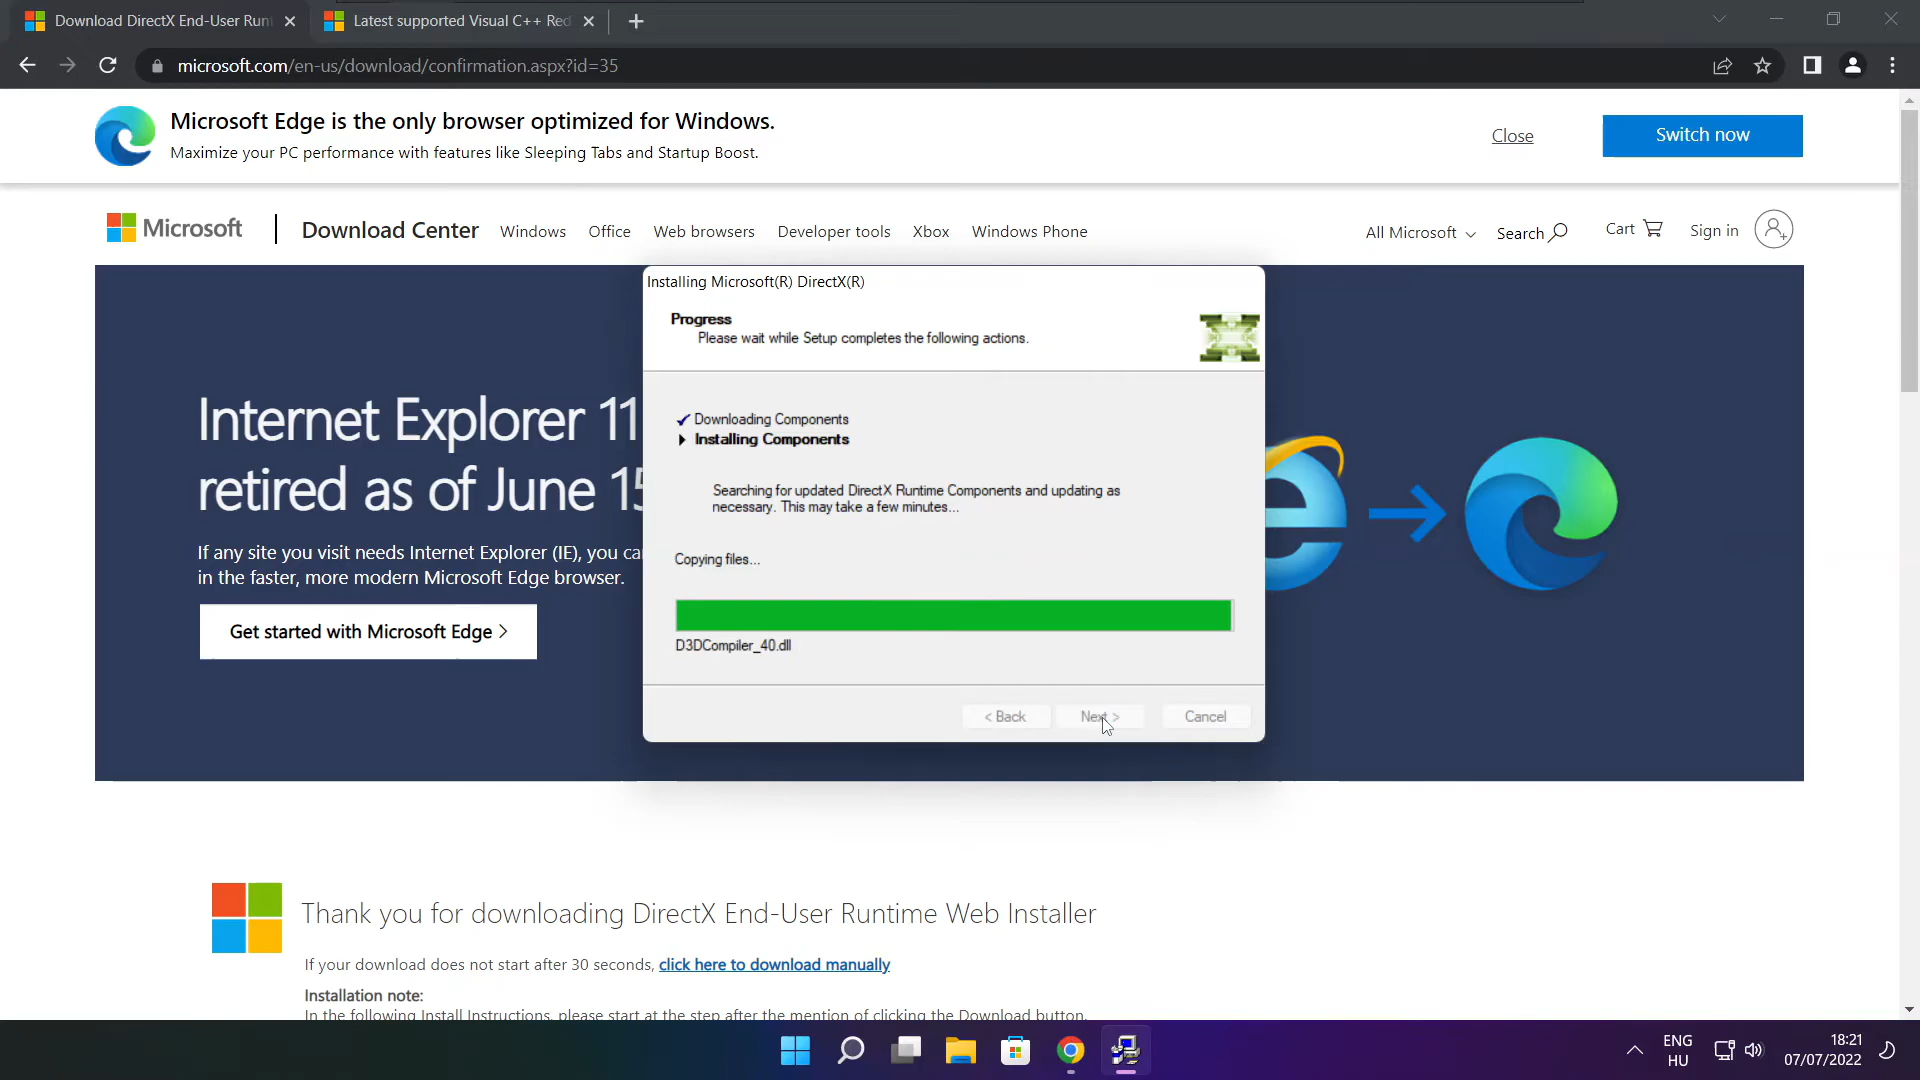 Download DirectX End-User Run
Latest supported Visual C++ Red
microsoft.com/en-us/download/confirmation.aspx?id=35
Microsoft Edge is the only browser optimized for Windows.
Maximize your PC performance with features like Sleeping Tabs and Startup Boost.
Close
Switch now
Microsoft
Download Center
Windows
Office
Web browsers
Developer tools
Xbox
Windows Phone
All Microsoft
Search
Cart
Sign in
Installing Microsoft(R) DirectX(R)
Progress
Please wait while Setup completes the following actions.
Downloading Components
Installing Components
Searching for updated DirectX Runtime Components and updating as
necessary. This may take a few minutes...
Copying files...
D3DCompiler_40.dll
< Back
Next >
Cancel
Internet Explorer 11
retired as of June 15
If any site you visit needs Internet Explorer (IE), you ca
in the faster, more modern Microsoft Edge browser.
Get started with Microsoft Edge >
Thank you for downloading DirectX End-User Runtime Web Installer
If your download does not start after 30 seconds, click here to download manually
Installation note:
In the following Install Instructions, please start at the step after the mention of clicking the Download button.
ENG
HU
18:21
07/07/2022